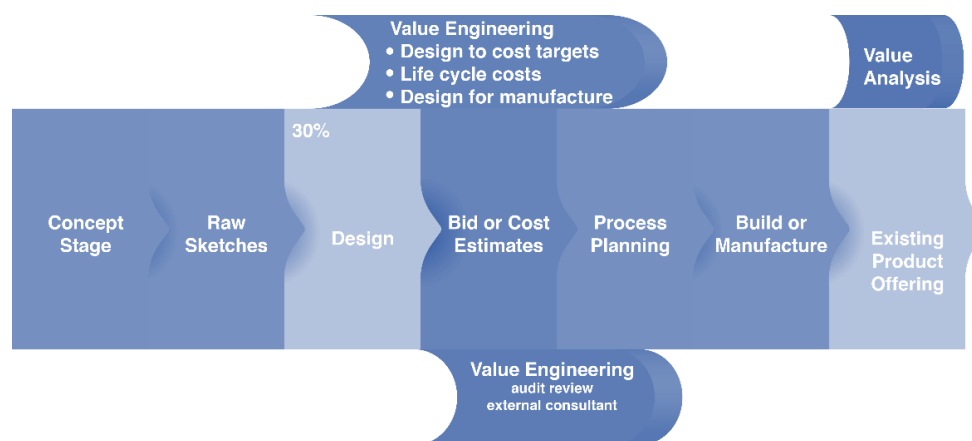 Value Engineering
• Design to cost targets
• Life cycle costs
• Design for manufacture
Value
Analysis
30%
Concept
Stage
Raw
Sketches
Design
Bid or Cost
Estimates
Process
Planning
Build or
Manufacture
Existing
Product
Offering
Value Engineering
audit review
external consultant